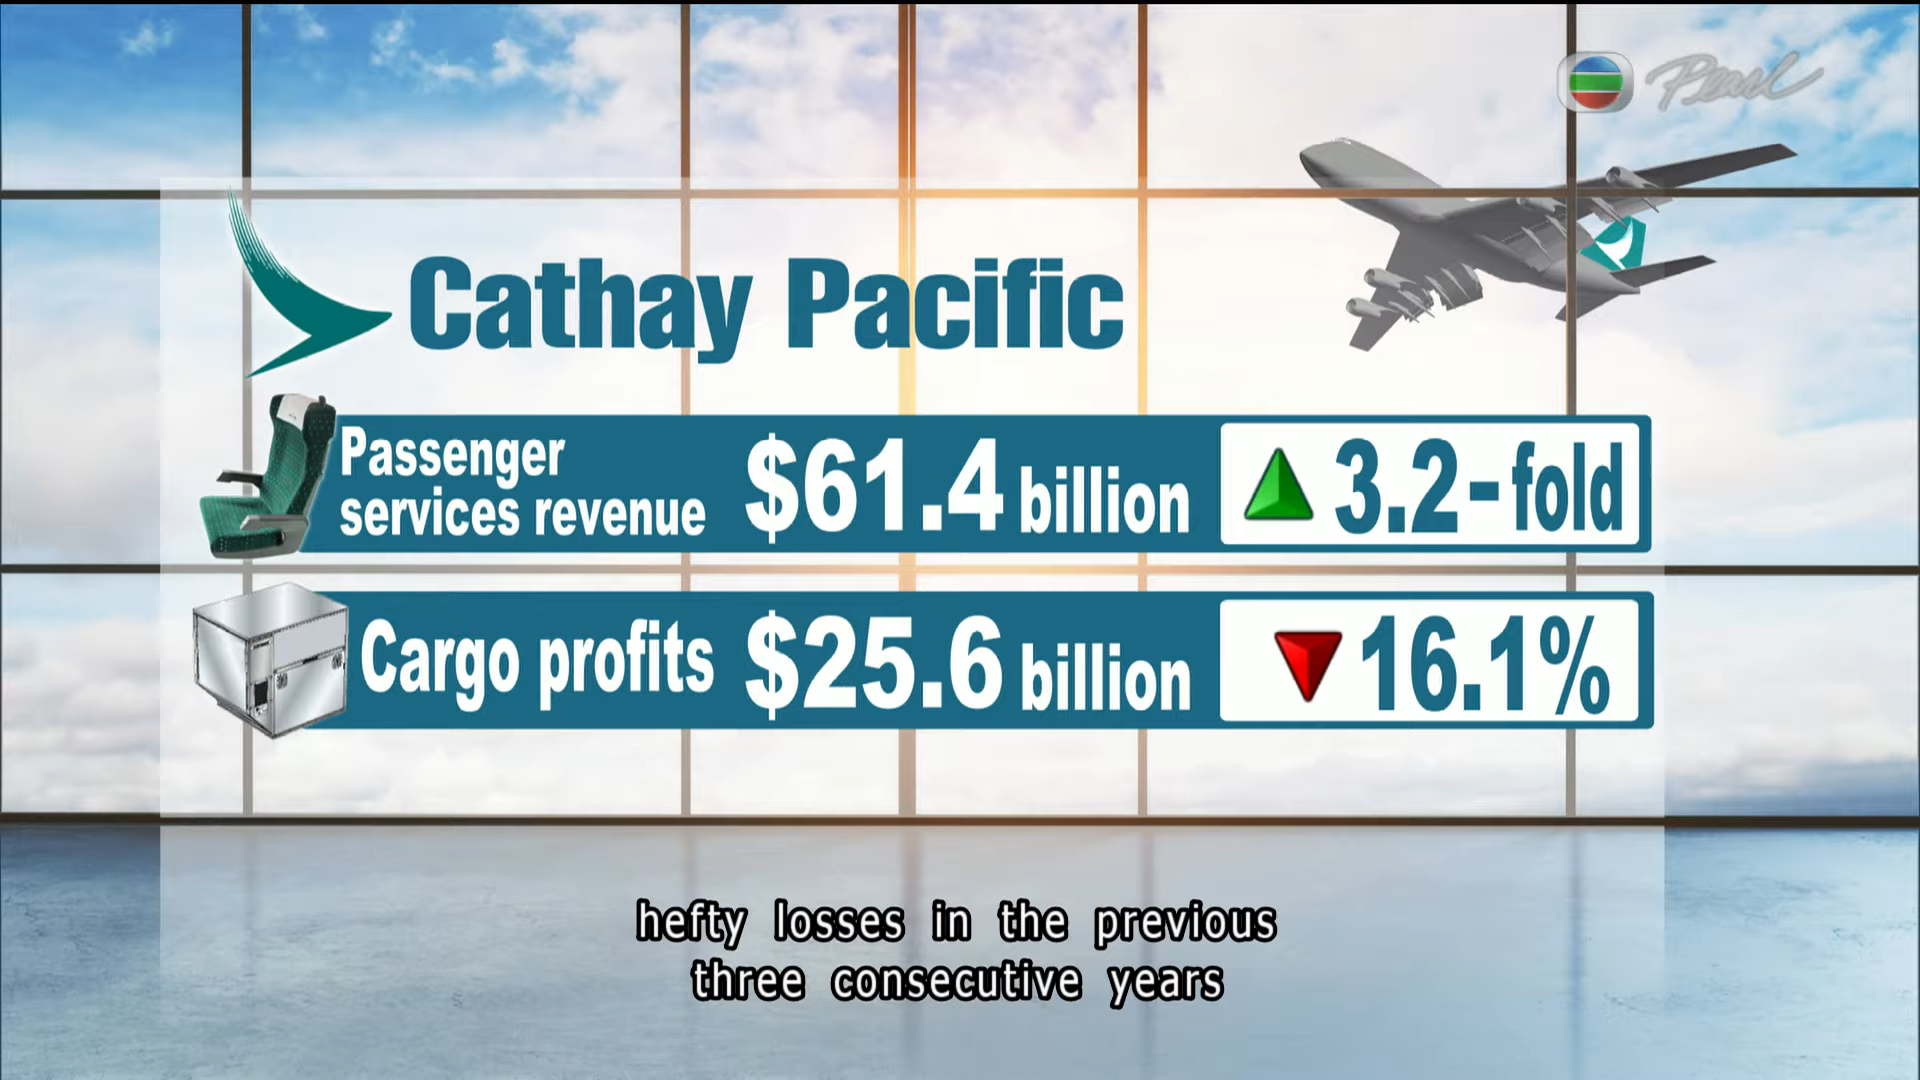 Pearl
Cathay Pacific
Passenger
services revenue
$61.4 billion
3.2-fold
Cargo profits
$25.6 billion
16.1%
hefty losses in the previous
three consecutive years